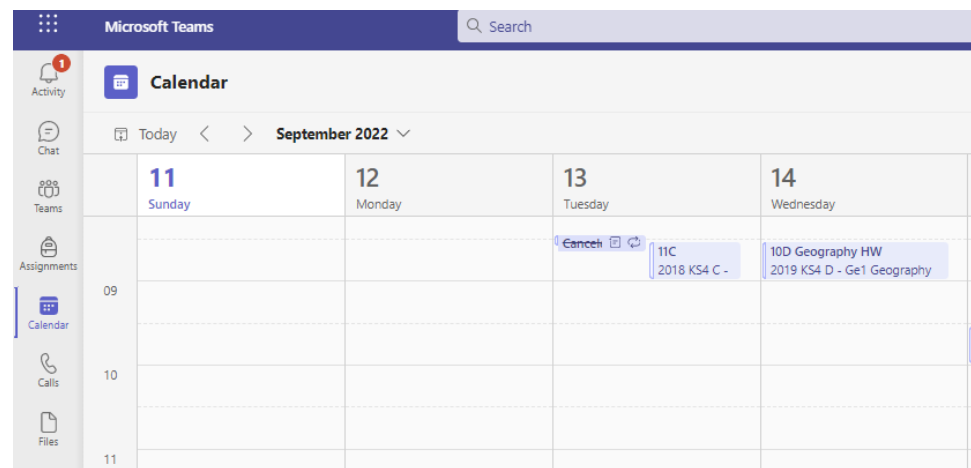 Microsoft Teams
Search
1
Activity
Chat
Teams
Assignments
Calendar
Calls
Files
Calendar
Today
September 2022
11
Sunday
12
Monday
13
Tuesday
14
Wednesday
Cancel
11C
2018 KS4 C -
10D Geography HW
2019 KS4 D - Ge1 Geography
09
10
11